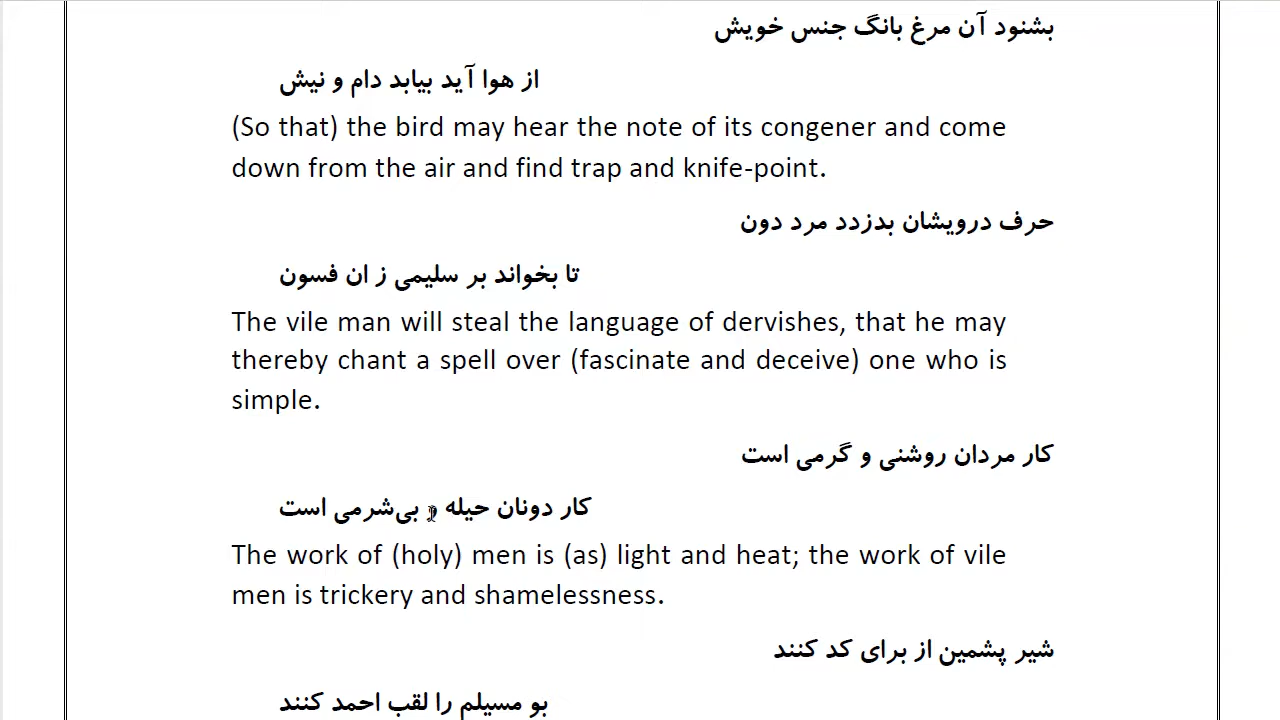 بشنود آن مرغ بانگ جنس خویش
از هوا آید بیابد دام و نیش
(So that) the bird may hear the note of its congener and come
down from the air and find trap and knife-point.
حرف درویشان بدزدد مرد دون
تا بخواند بر سلیمی ز ان فسون
The vile man will steal the language of dervishes, that he may
thereby chant a spell over (fascinate and deceive) one who is
simple.
کار مردان روشنی و گرمی است
کار دونان حیله و بی‌شرمی است
The work of (holy) men is (as) light and heat; the work of vile
men is trickery and shamelessness.
شیر پشمین از برای کد کنند
بو مسیلم را لقب احمد کنند